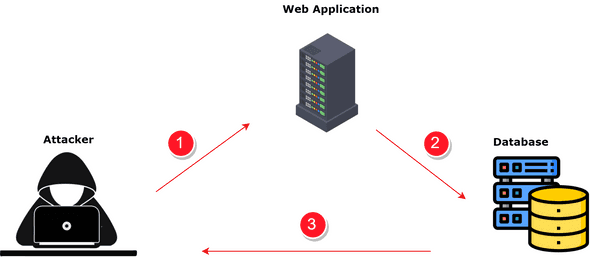 Web Application
Attacker
1
2
Database
3